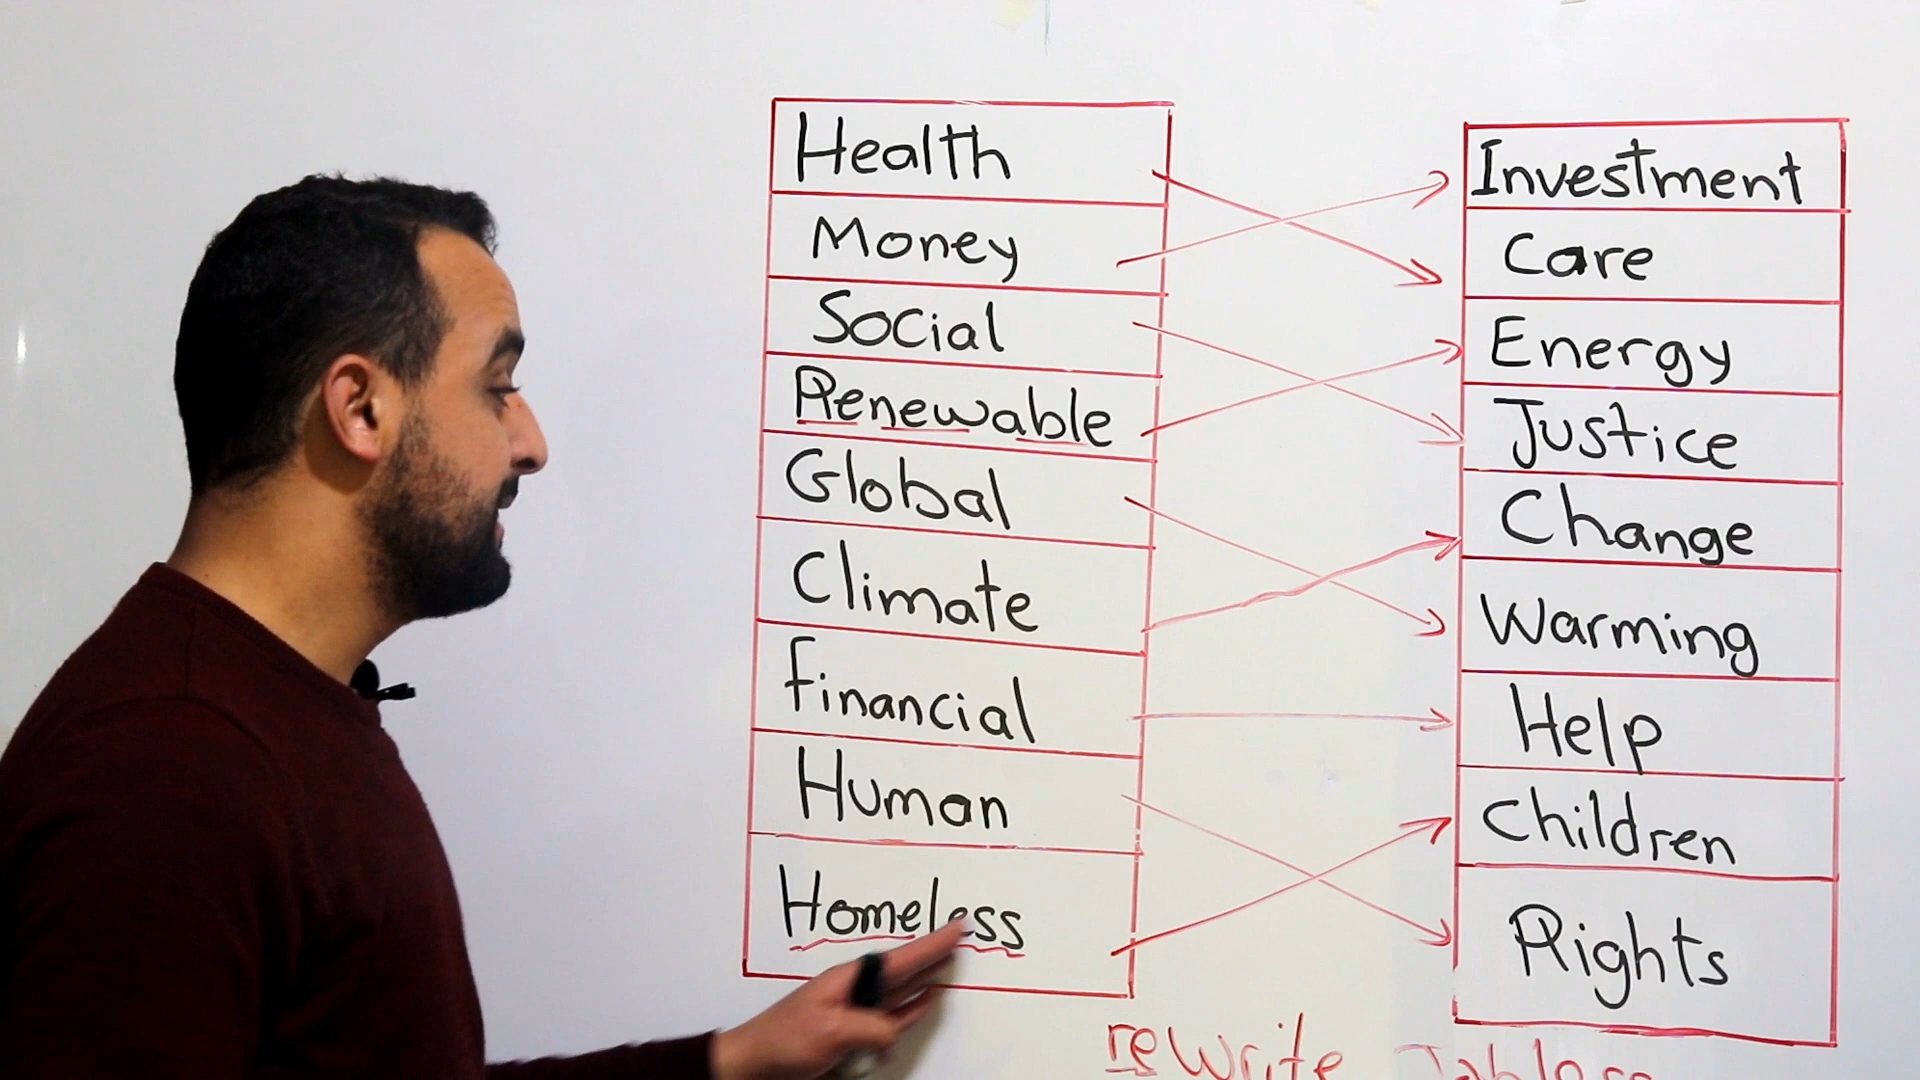 Health
Money
Social
Renewable
Global
Climate
Financial
Human
Homeless
Investment
Care
Energy
Justice
Change
Warming
Help
Children
Rights
rewrite